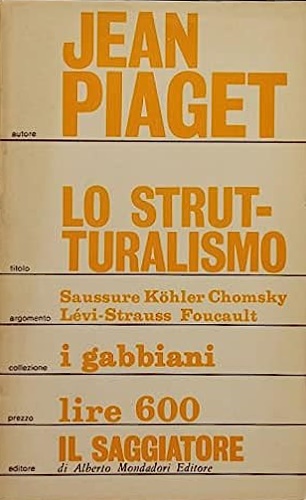 JEAN
autore PIAGET
LO STRUT-
titolo TURALISMO
Saussure Köhler Chomsky
argomento Lévi-Strauss Foucault
collezione i gabbiani
prezzo lire 600
IL SAGGIATORE
editore di Alberto Mondadori Editore